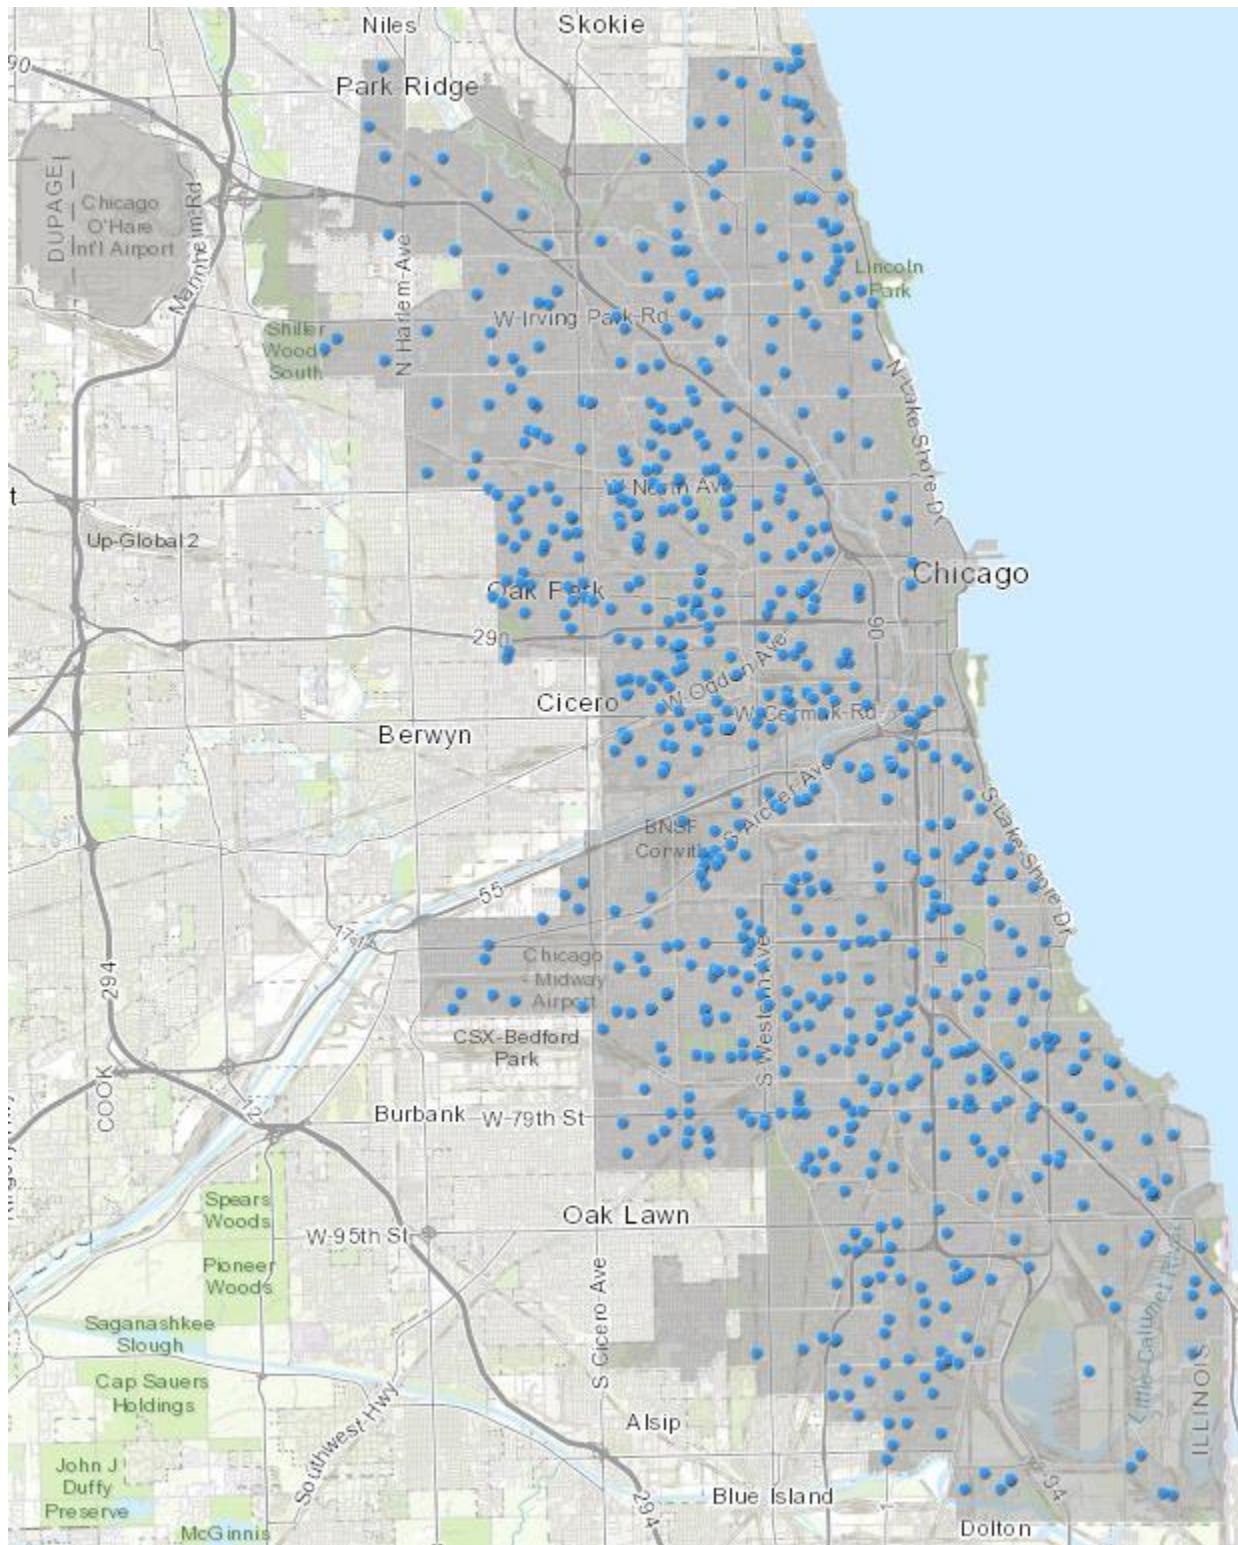 Niles
Skokie
90
Park Ridge
DUPAGE
Chicago
O'Hare
Int'l Airport
Mannheim Rd
N Harlem Ave
Lincoln
Park
W Irving Park Rd
Shiller
Woods
South
N Lake Shore Dr
t
W North Ave
Up-Global 2
Chicago
Oak Park
290
90
Cicero
W Ogden Ave
W Cermak Rd
Berwyn
S Archer Ave
BNSF
Corwith
S Lake Shore Dr
55
Chicago
- Midway
Airport
S Western Ave
COOK
294
CSX-Bedford
Park
12
Burbank
W 79th St
Spears
Woods
Oak Lawn
W 95th St
Pioneer
Woods
Saganashkee
Slough
S Cicero Ave
Little Calumet River
ILLINOIS
Cap Sauers
Holdings
Southwest Hwy
Alsip
John J
Duffy
Preserve
294
Blue Island
1
I-94
McGinnis
Dolton